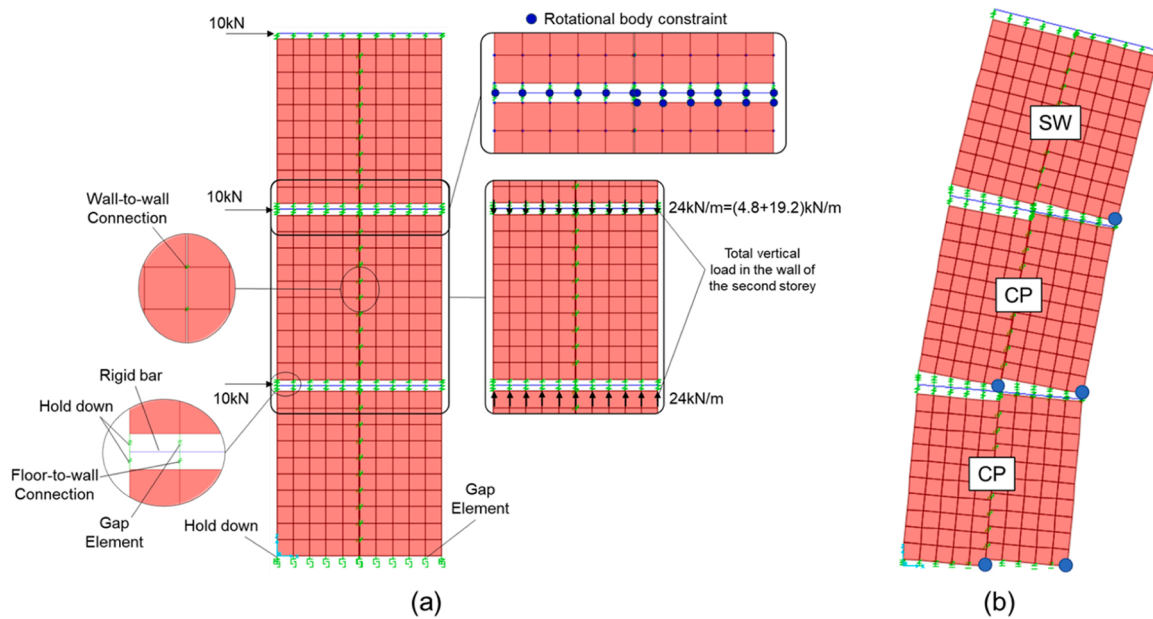 10kN
Rotational body constraint
Wall-to-wall
Connection
10kN
24kN/m=(4.8+19.2)kN/m
Total vertical
load in the wall of
the second storey
Rigid bar
10kN
Hold down
24kN/m
Floor-to-wall
Connection
Gap
Element
Hold down
Gap
Element
(a)
SW
CP
CP
(b)